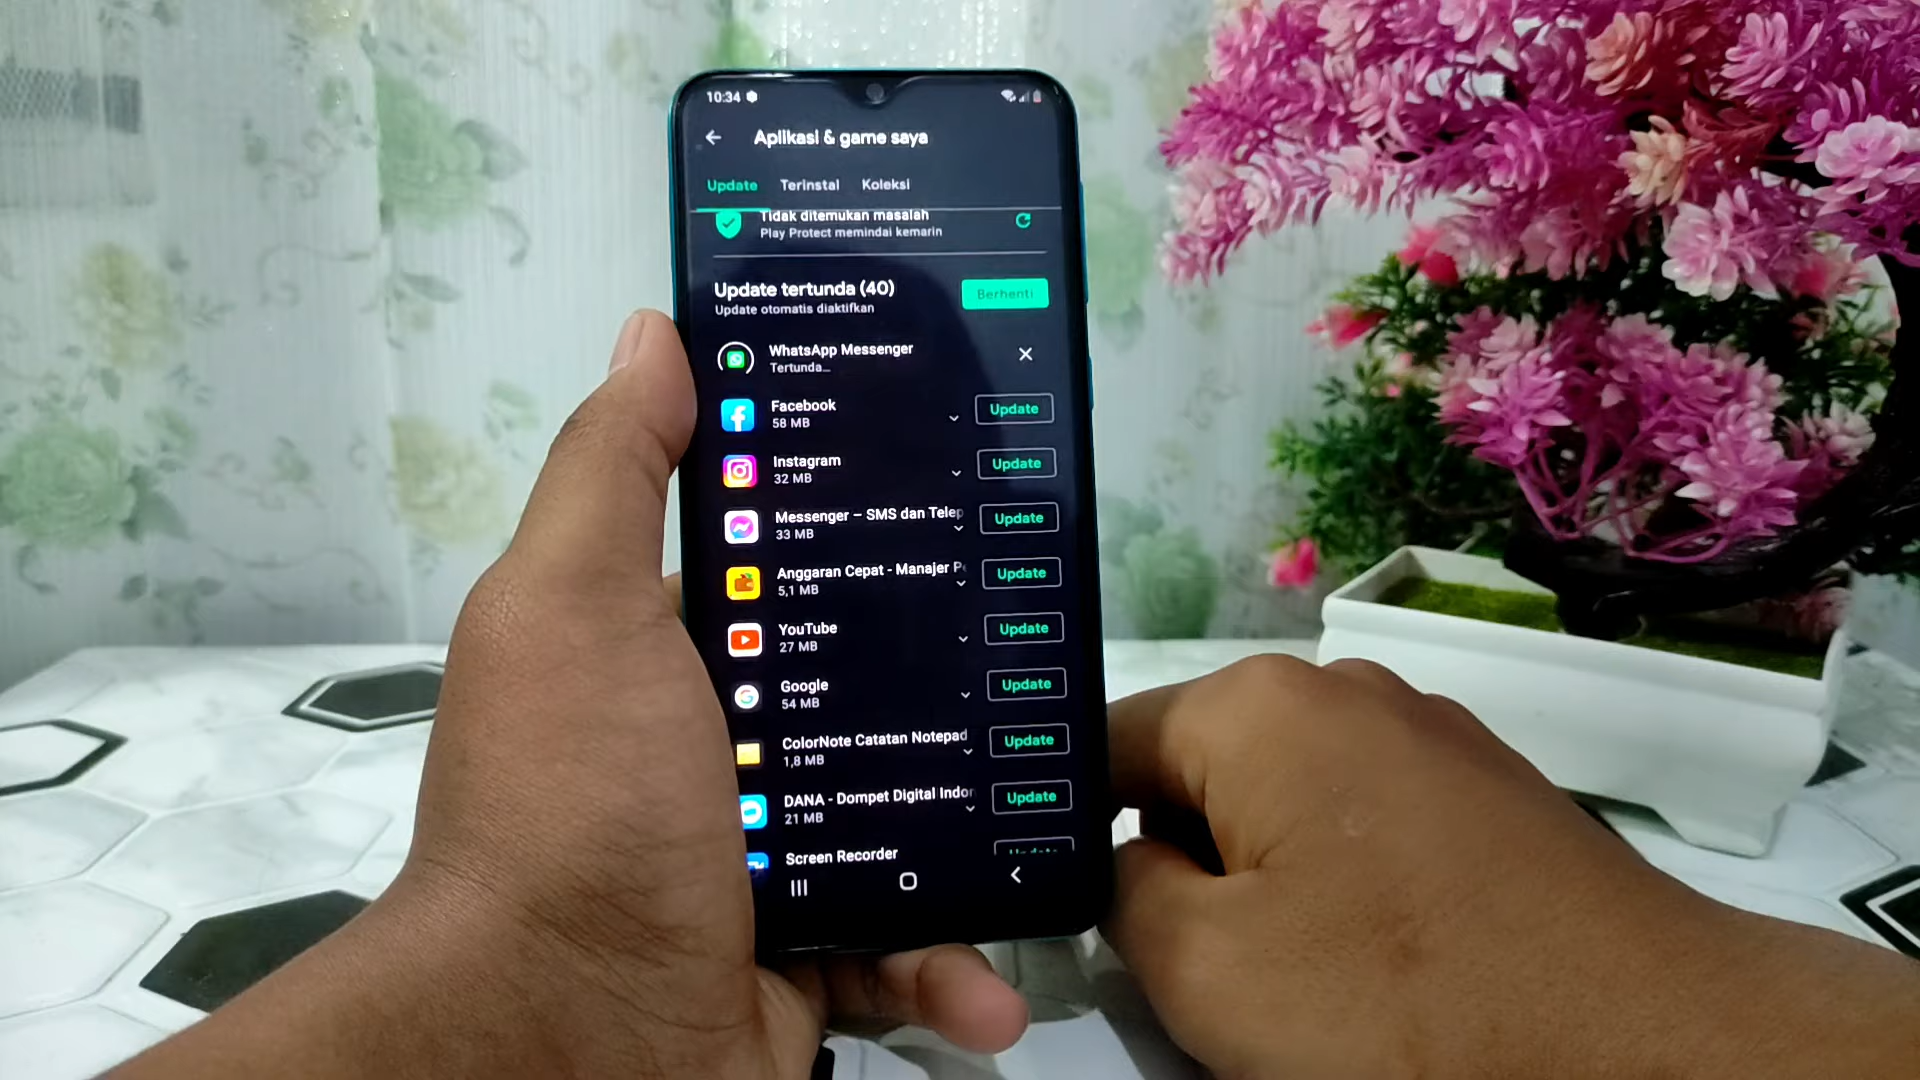 10:34
Aplikasi & game saya
Update Terinstal Koleksi
Tidak ditemukan masalah
Play Protect memindai kemarin
Update tertunda (40)
Berhenti
Update otomatis diaktifkan
WhatsApp Messenger
Tertunda...
Facebook
58 MB
Update
Instagram
32 MB
Update
Messenger – SMS dan Telep
33 MB
Update
Anggaran Cepat - Manajer P
5,1 MB
Update
YouTube
27 MB
Update
Google
54 MB
Update
ColorNote Catatan Notepad
1,8 MB
Update
DANA - Dompet Digital Indon
21 MB
Update
Screen Recorder
Update